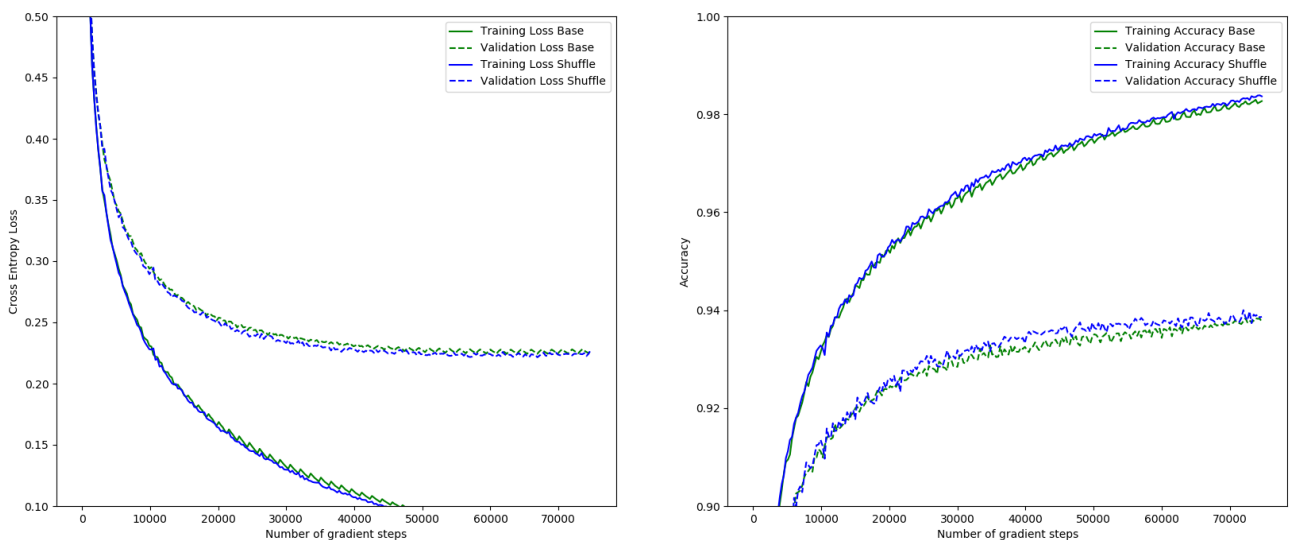 0.50
0.45
0.40
0.35
0.30
0.25
0.20
0.15
0.10
Cross Entropy Loss
0 10000 20000 30000 40000 50000 60000 70000
Number of gradient steps
Training Loss Base
Validation Loss Base
Training Loss Shuffle
Validation Loss Shuffle
1.00
0.98
0.96
0.94
0.92
0.90
Accuracy
0 10000 20000 30000 40000 50000 60000 70000
Number of gradient steps
Training Accuracy Base
Validation Accuracy Base
Training Accuracy Shuffle
Validation Accuracy Shuffle